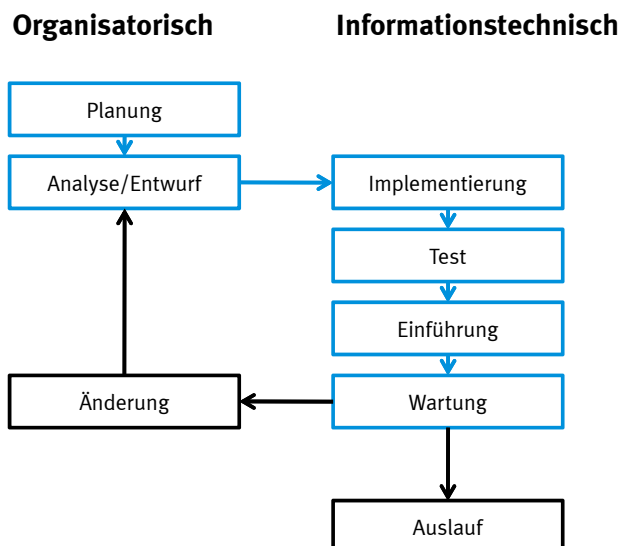 Organisatorisch
Informationstechnisch
Planung
Analyse/Entwurf
Implementierung
Test
Einführung
Änderung
Wartung
Auslauf